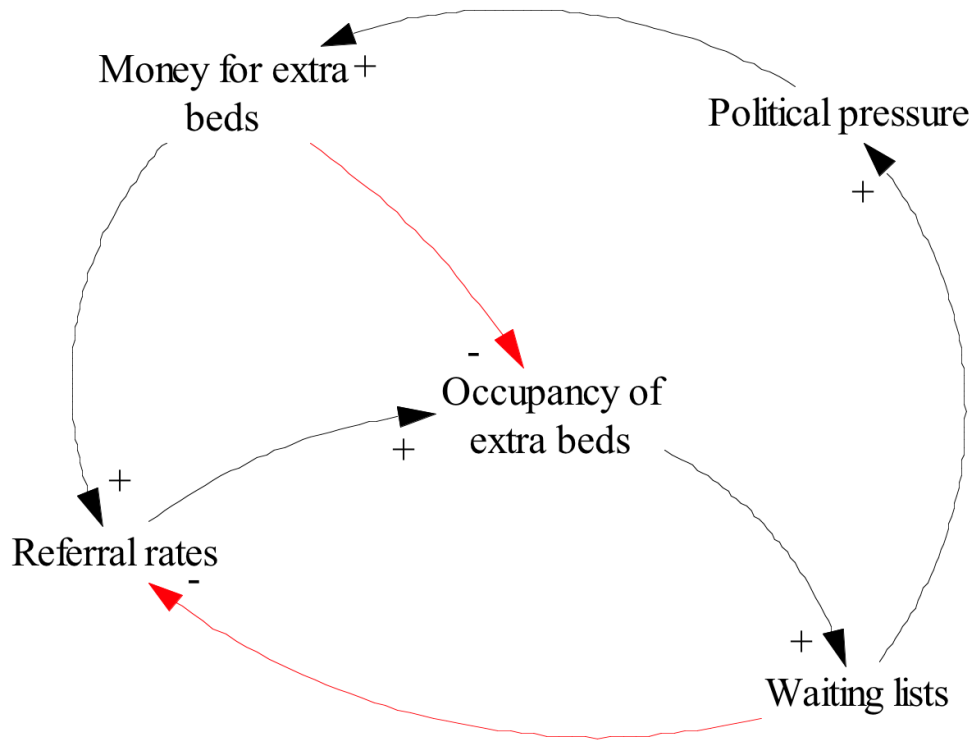 Money for extra +
beds
Political pressure
+
-
Occupancy of
extra beds
+
+
Referral rates
-
+
Waiting lists